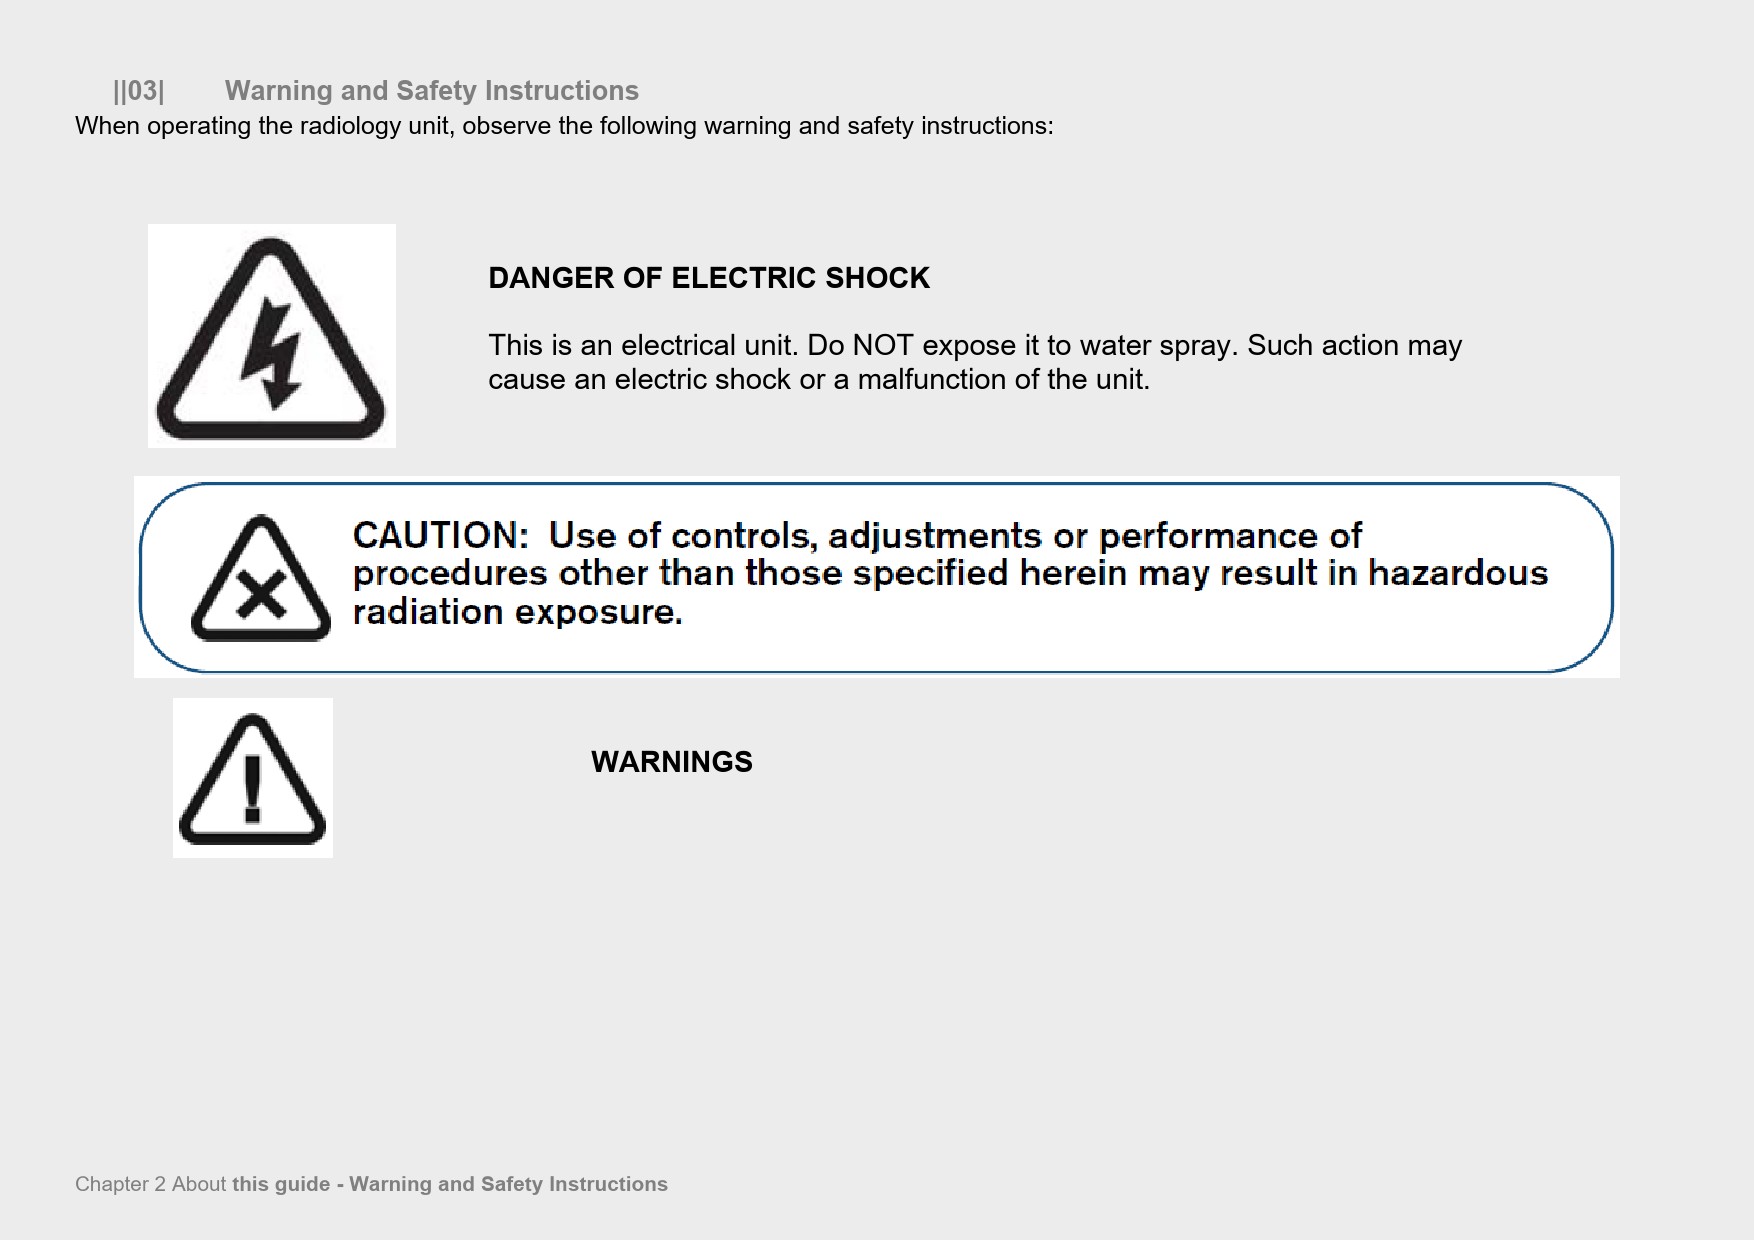 ||03| Warning and Safety Instructions
When operating the radiology unit, observe the following warning and safety instructions:
DANGER OF ELECTRIC SHOCK
This is an electrical unit. Do NOT expose it to water spray. Such action may
cause an electric shock or a malfunction of the unit.
CAUTION: Use of controls, adjustments or performance of
procedures other than those specified herein may result in hazardous
radiation exposure.
!
WARNINGS
Chapter 2 About this guide - Warning and Safety Instructions